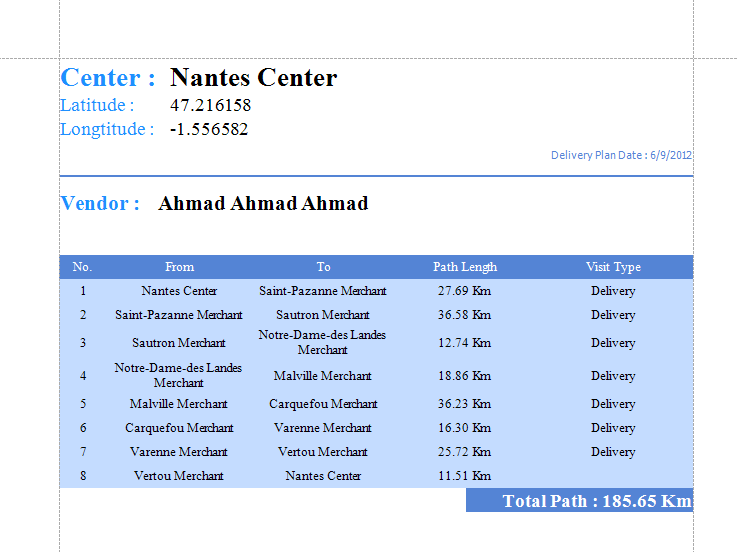 Center : Nantes Center
Latitude : 47.216158
Longtitude : -1.556582
Delivery Plan Date : 6/9/2012
Vendor : Ahmad Ahmad Ahmad
No. From To Path Length Visit Type
1 Nantes Center Saint-Pazanne Merchant 27.69 Km Delivery
2 Saint-Pazanne Merchant Sautron Merchant 36.58 Km Delivery
3 Sautron Merchant Notre-Dame-des Landes Merchant 12.74 Km Delivery
4 Notre-Dame-des Landes Merchant Malville Merchant 18.86 Km Delivery
5 Malville Merchant Carquefou Merchant 36.23 Km Delivery
6 Carquefou Merchant Varenne Merchant 16.30 Km Delivery
7 Varenne Merchant Vertou Merchant 25.72 Km Delivery
8 Vertou Merchant Nantes Center 11.51 Km
Total Path : 185.65 Km